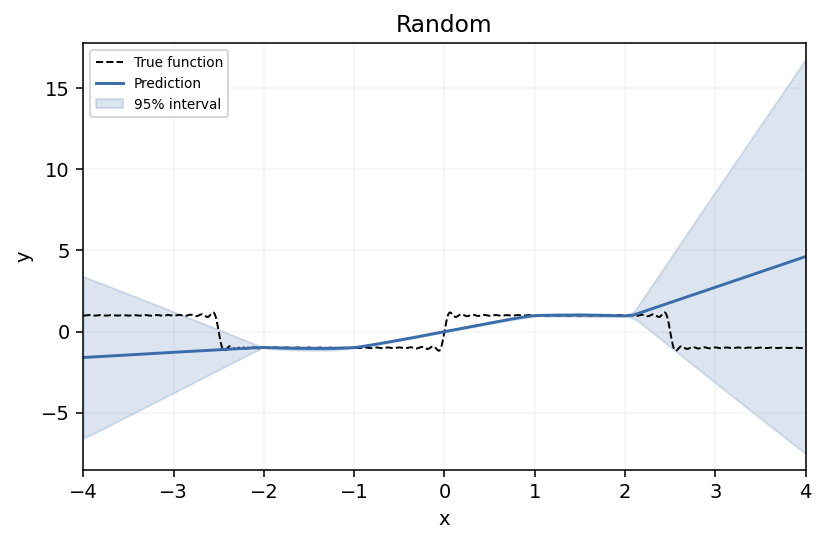 Random
True function
Prediction
95% interval
15
10
5
0
−5
y
−4 −3 −2 −1 0 1 2 3 4
x